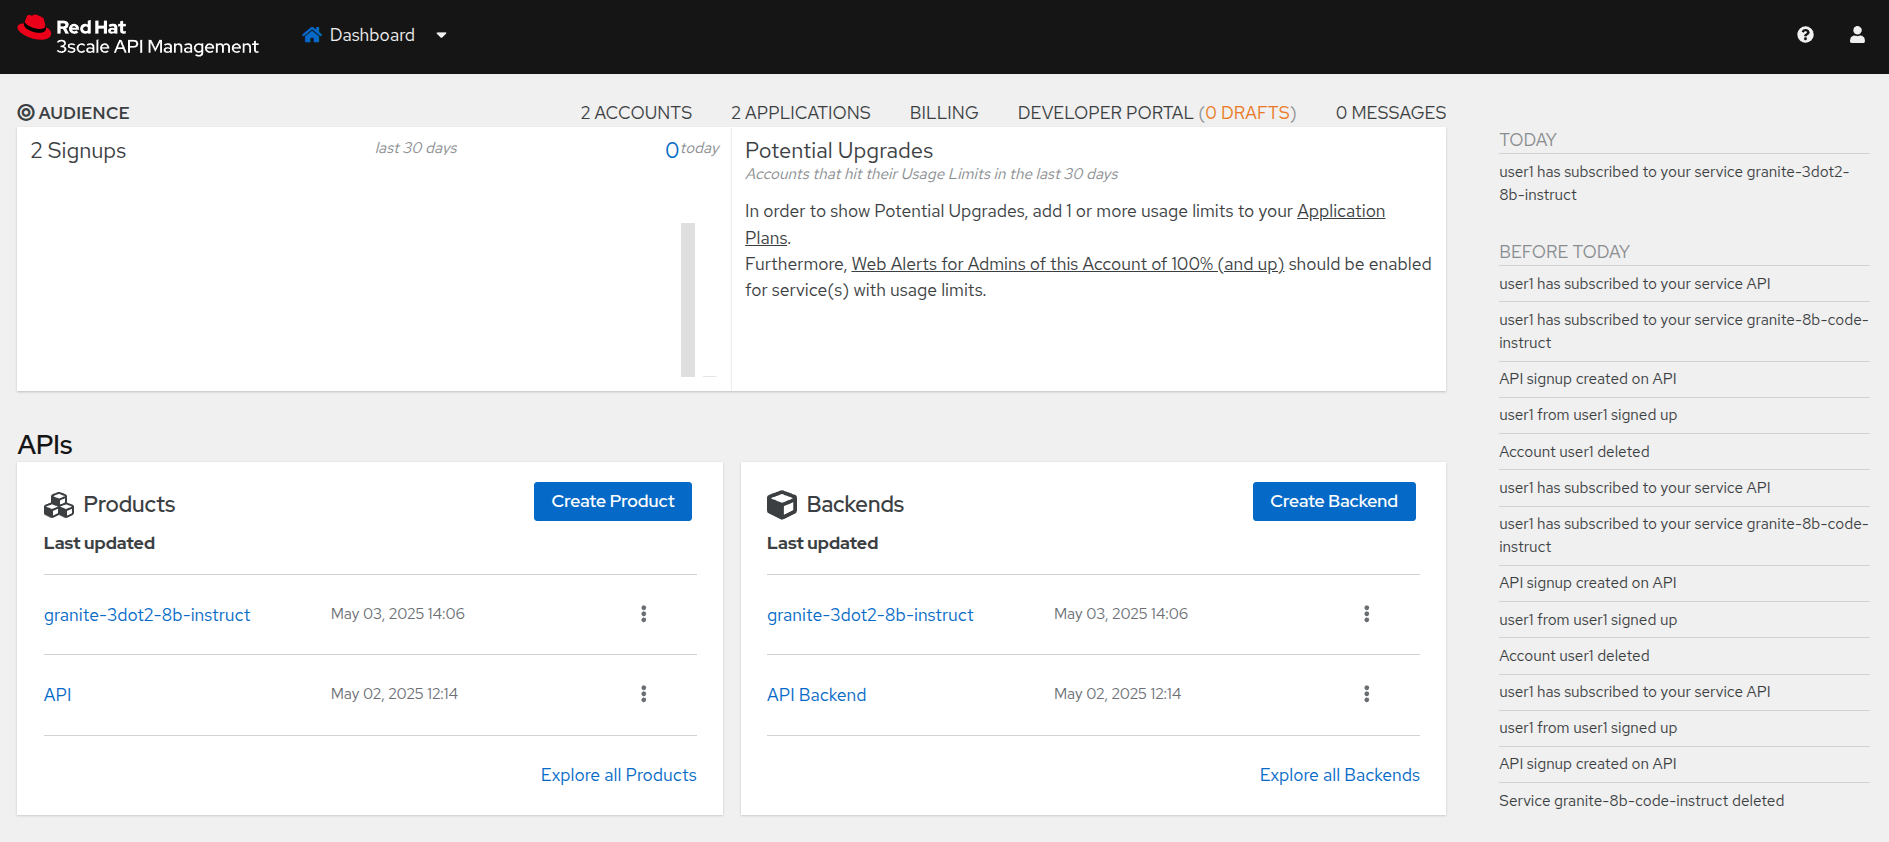 Red Hat
3scale API Management
Dashboard
AUDIENCE
2 ACCOUNTS
2 APPLICATIONS
BILLING
DEVELOPER PORTAL (0 DRAFTS)
0 MESSAGES
2 Signups
last 30 days
0 today
Potential Upgrades
Accounts that hit their Usage Limits in the last 30 days
In order to show Potential Upgrades, add 1 or more usage limits to your Application
Plans.
Furthermore, Web Alerts for Admins of this Account of 100% (and up) should be enabled
for service(s) with usage limits.
APIs
Products
Create Product
Last updated
granite-3dot2-8b-instruct
May 03, 2025 14:06
API
May 02, 2025 12:14
Explore all Products
Backends
Create Backend
Last updated
granite-3dot2-8b-instruct
May 03, 2025 14:06
API Backend
May 02, 2025 12:14
Explore all Backends
TODAY
user1 has subscribed to your service granite-3dot2-
8b-instruct
BEFORE TODAY
user1 has subscribed to your service API
user1 has subscribed to your service granite-8b-code-
instruct
API signup created on API
user1 from user1 signed up
Account user1 deleted
user1 has subscribed to your service API
user1 has subscribed to your service granite-8b-code-
instruct
API signup created on API
user1 from user1 signed up
Account user1 deleted
user1 has subscribed to your service API
user1 from user1 signed up
API signup created on API
Service granite-8b-code-instruct deleted